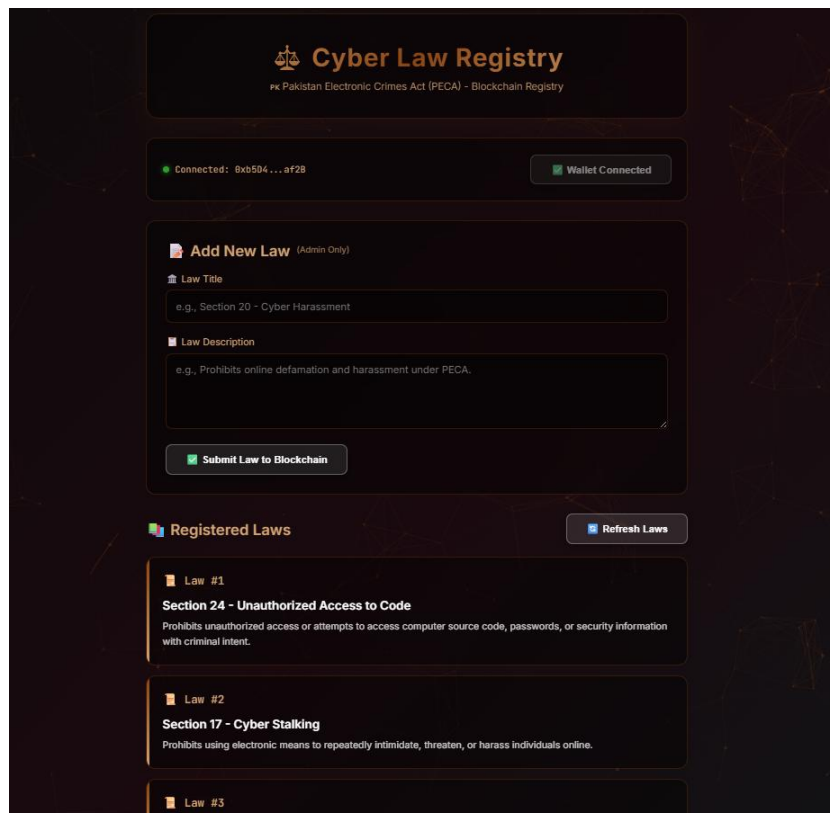 Cyber Law Registry
PK Pakistan Electronic Crimes Act (PECA) - Blockchain Registry
Connected: 0xb5D4...af2B
Wallet Connected
Add New Law (Admin Only)
Law Title
e.g., Section 20 - Cyber Harassment
Law Description
e.g., Prohibits online defamation and harassment under PECA.
Submit Law to Blockchain
Registered Laws
Refresh Laws
Law #1
Section 24 - Unauthorized Access to Code
Prohibits unauthorized access or attempts to access computer source code, passwords, or security information
with criminal intent.
Law #2
Section 17 - Cyber Stalking
Prohibits using electronic means to repeatedly intimidate, threaten, or harass individuals online.
Law #3